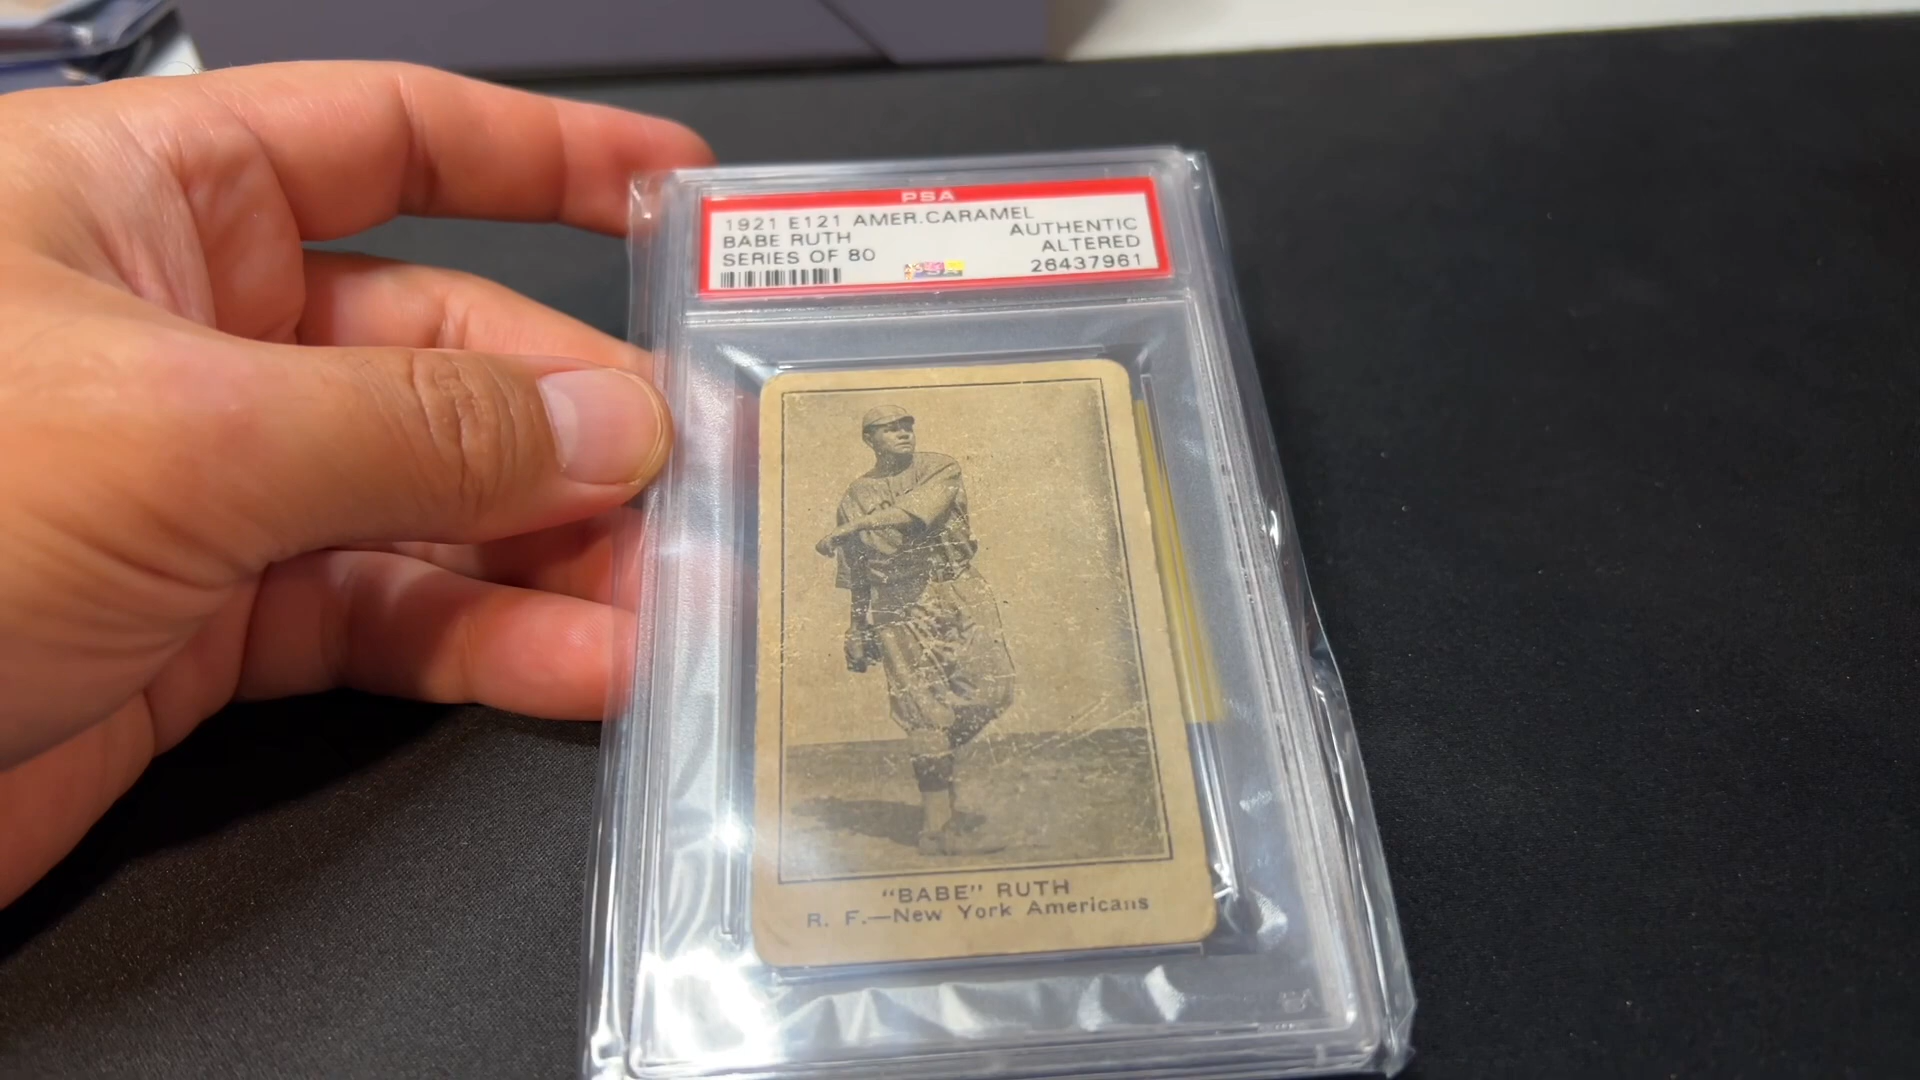 PSA
1921 E121 AMER.CARAMEL
BABE RUTH
SERIES OF 80
AUTHENTIC
ALTERED
26437961
"BABE" RUTH
R. F.—New York Americans